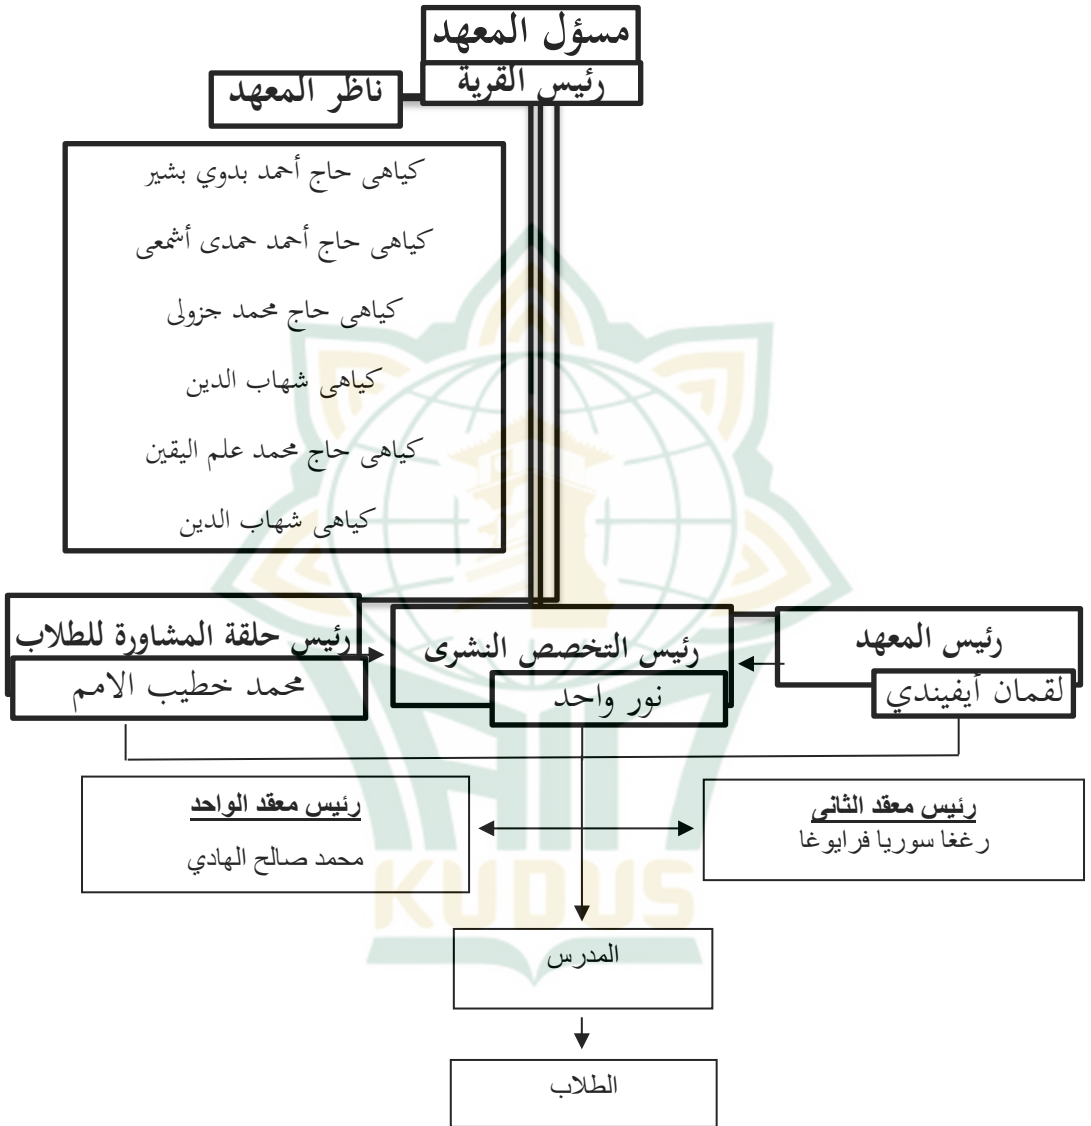 مسؤل المعهد
رئيس القرية
ناظر المعهد
كياهى حاج أحمد بدوي بشير
كياهى حاج أحمد حمدى أشمعى
كياهى حاج محمد جزولى
كياهى شهاب الدين
كياهى حاج محمد علم اليقين
كياهى شهاب الدين
رئيس المعهد
لقمان أيفيندي
رئيس التخصص النشرى
نور واحد
رئيس حلقة المشاورة للطلاب
محمد خطيب الامم
رئيس معقد الثانى
رغغا سوريا فرايوغا
رئيس معقد الواحد
محمد صالح الهادي
المدرس
الطلاب
KUDUS